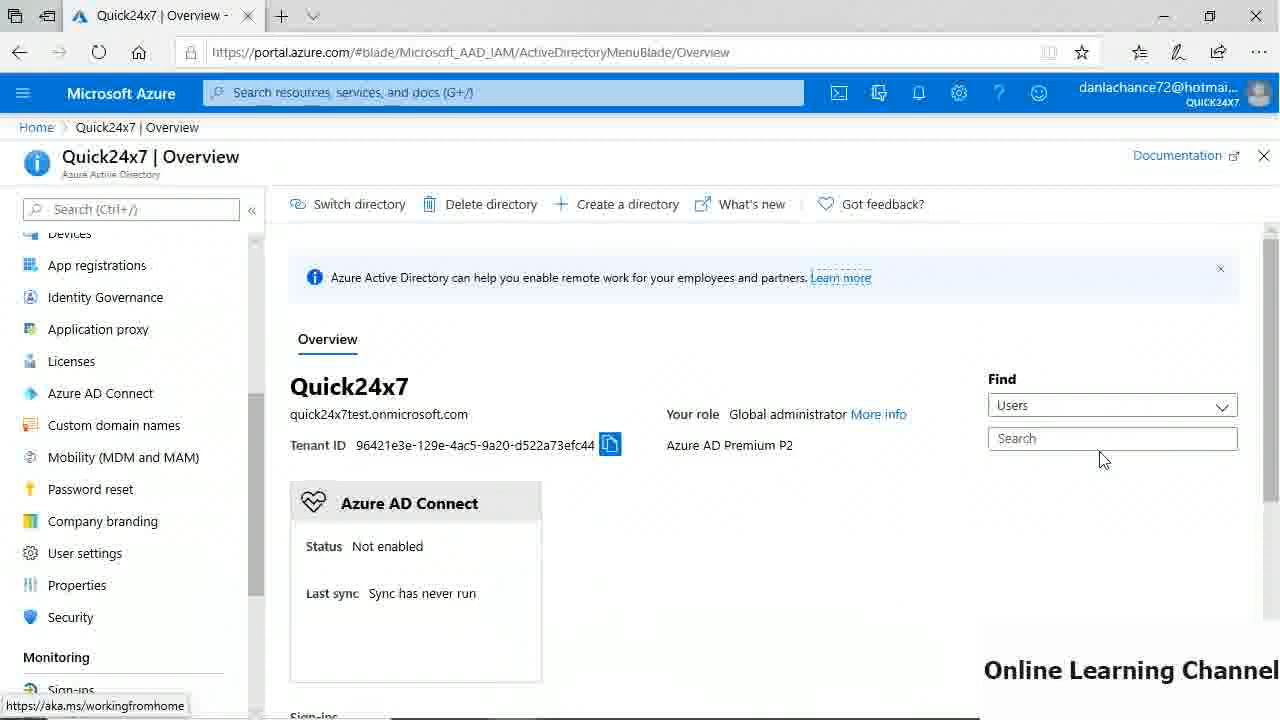 Quick24x7 | Overview -
https://portal.azure.com/#blade/Microsoft_AAD_IAM/ActiveDirectoryMenuBlade/Overview
Microsoft Azure
Search resources, services, and docs (G+/)
danlachance72@hotmai...
QUICK24X7
Home
Quick24x7 | Overview
Quick24x7 | Overview
Azure Active Directory
Documentation
Search (Ctrl+/)
«
Switch directory
Delete directory
Create a directory
What's new
Got feedback?
Devices
App registrations
Identity Governance
Application proxy
Licenses
Azure AD Connect
Custom domain names
Mobility (MDM and MAM)
Password reset
Company branding
User settings
Properties
Security
Monitoring
Sign-ins
https://aka.ms/workingfromhome
Azure Active Directory can help you enable remote work for your employees and partners. Learn more
Overview
Quick24x7
quick24x7test.onmicrosoft.com
Tenant ID 96421e3e-129e-4ac5-9a20-d522a73efc44
Your role Global administrator More info
Azure AD Premium P2
Find
Users
Search
Azure AD Connect
Status Not enabled
Last sync Sync has never run
Sign-ins
Online Learning Channel